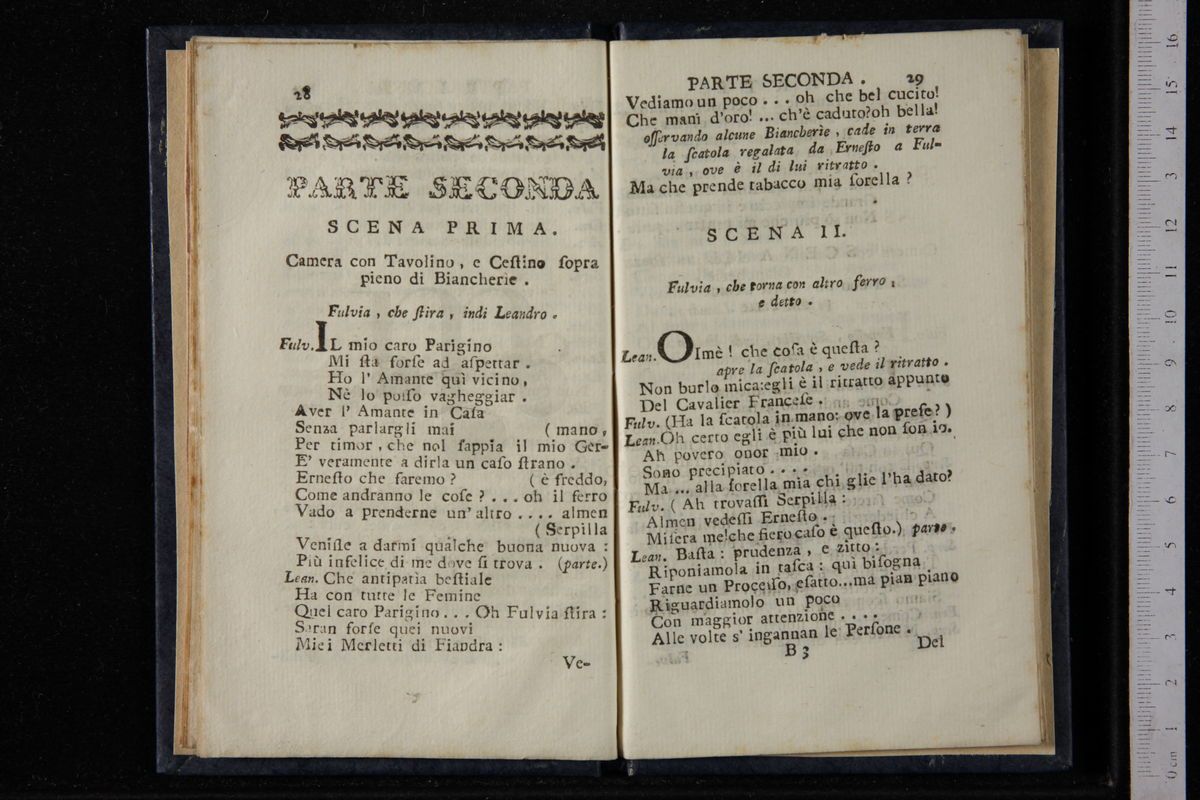 28
PARTE SECONDA
SCENA PRIMA.
Camera con Tavolino, e Ceſtino ſopra
pieno di Biancherìe.
Fulvia, che ſtira, indi Leandro.
Fulv. IL mio caro Parigino
Mi ſta forſe ad aſpettar.
Ho l' Amante quì vicino,
Nè lo poſſo vagheggiar.
Aver l' Amante in Caſa
Senza parlargli mai (mano,
Per timor, che nol ſappia il mio Ger-
E' veramente a dirla un caſo ſtrano.
Erneſto che faremo? (è freddo,
Come andranno le coſe? ... oh il ferro
Vado a prenderne un' altro .... almen
(Serpilla
Veniſſe a darmi qualche buona nuova:
Più infelice di me dove ſi trova. (parte.)
Lean. Che antipatìa beſtiale
Ha con tutte le Femine
Quel caro Parigino... Oh Fulvia ſtira:
Saran forſe quei nuovi
Miei Merletti di Fiandra:
Ve-
PARTE SECONDA. 29
Vediamo un poco... oh che bel cucito!
Che mani d'oro! ... ch'è caduto? oh bella!
oſſervando alcune Biancherìe, cade in terra
la ſcatola regalata da Erneſto a Ful-
via, ove è il di lui ritratto.
Ma che prende tabacco mia ſorella?
SCENA II.
Fulvia, che torna con altro ferro,
e detto.
Lean. OImè! che coſa è queſta?
apre la ſcatola, e vede il ritratto.
Non burlo mica: egli è il ritratto appunto
Del Cavalier Franceſe.
Fulv. (Ha la ſcatola in mano: ove la preſe?)
Lean. Oh certo egli è più lui che non ſon io.
Ah povero onor mio.
Sono precipiato....
Ma ... alla ſorella mia chi glie l'ha dato?
Fulv. (Ah trovaſſi Serpilla:
Almen vedeſſi Erneſto.
Miſera me! che fiero caſo è queſto.) parte.
Lean. Baſta: prudenza, e zitto:
Riponiamola in taſca: quì biſogna
Farne un Proceſſo, eſatto... ma pian piano
Riguardiamolo un poco
Con maggior attenzione....
Alle volte s' ingannan le Perſone.
B 3 Del